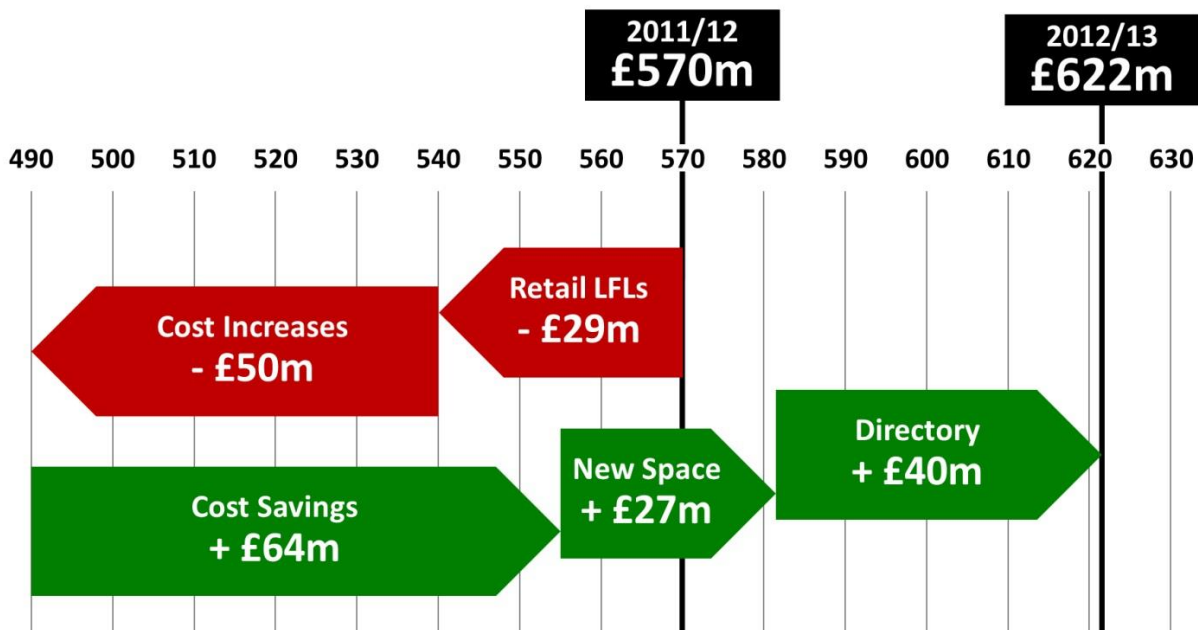 2011/12
£570m
2012/13
£622m
490 500 510 520 530 540 550 560 570 580 590 600 610 620 630
Retail LFLs
- £29m
Cost Increases
- £50m
Directory
+ £40m
New Space
+ £27m
Cost Savings
+ £64m